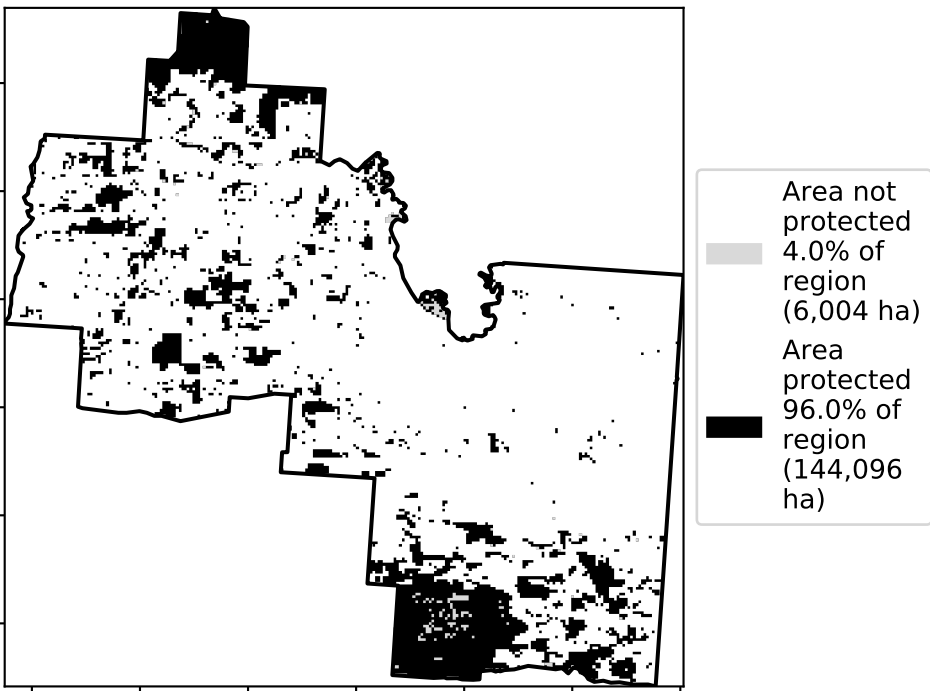 Area not
protected
4.0% of
region
(6,004 ha)
Area
protected
96.0% of
region
(144,096
ha)